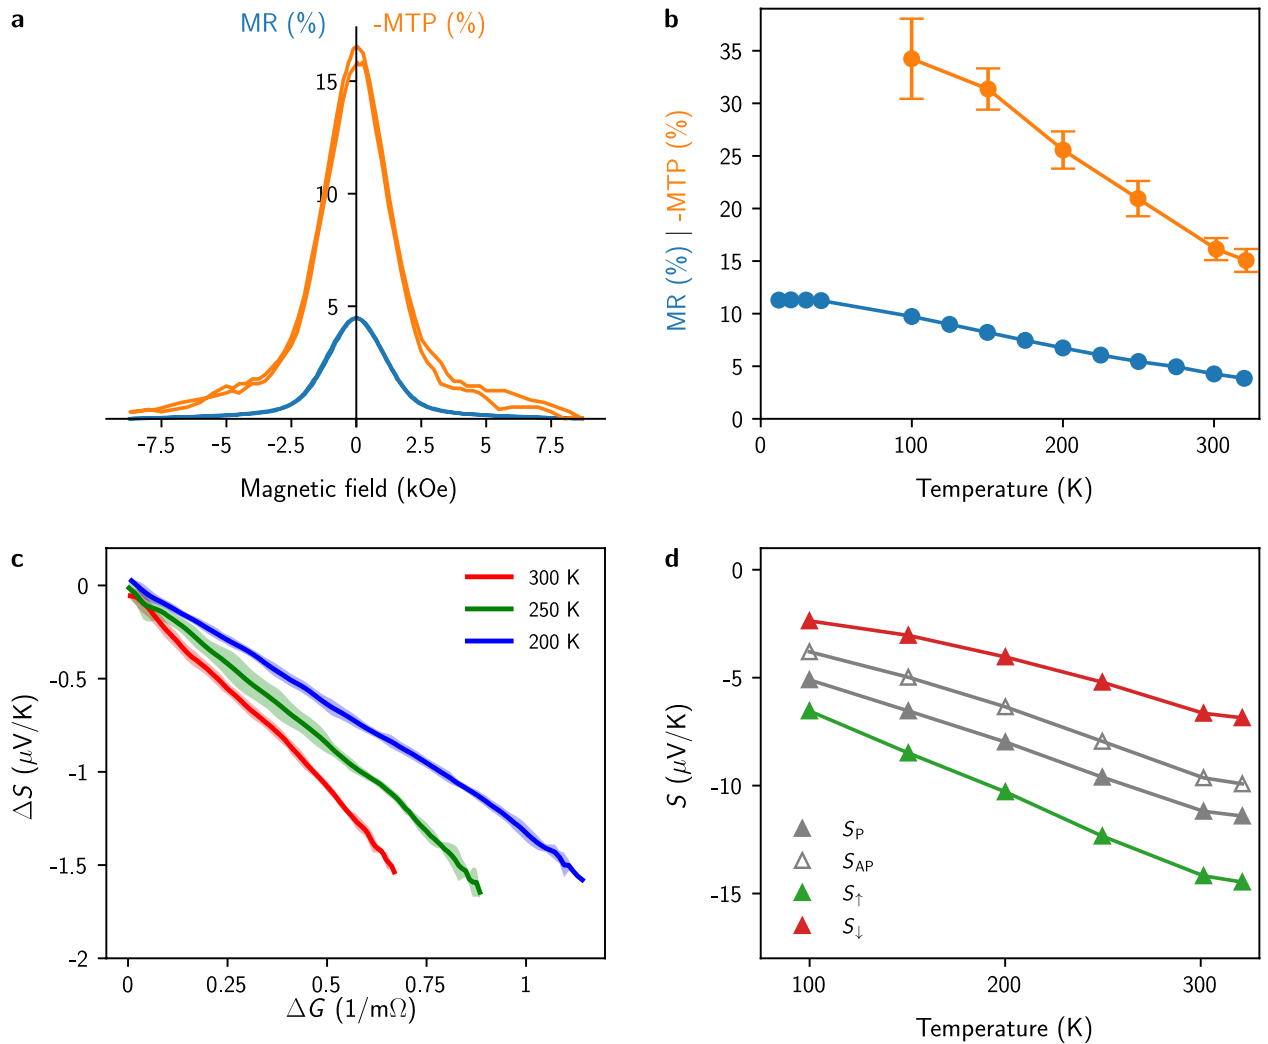 a
MR (%)
-MTP (%)
15
10
5
-7.5 -5 -2.5 0 2.5 5 7.5
Magnetic field (kOe)
b
MR (%) | -MTP (%)
35
30
25
20
15
10
5
0
0 100 200 300
Temperature (K)
c
ΔS (μV/K)
0
-0.5
-1
-1.5
-2
300 K
250 K
200 K
0 0.25 0.5 0.75 1
ΔG (1/mΩ)
d
S (μV/K)
0
-5
-10
-15
S_P
S_AP
S_↑
S_↓
100 200 300
Temperature (K)